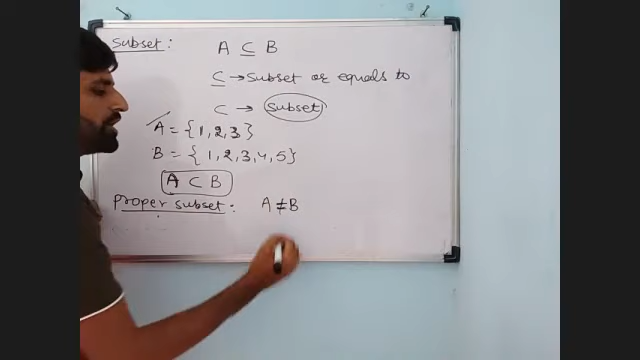 Subset: A ⊆ B
⊆ → Subset or equals to
⊂ → Subset
A = {1, 2, 3}
B = {1, 2, 3, 4, 5}
A ⊂ B
Proper subset: A ≠ B